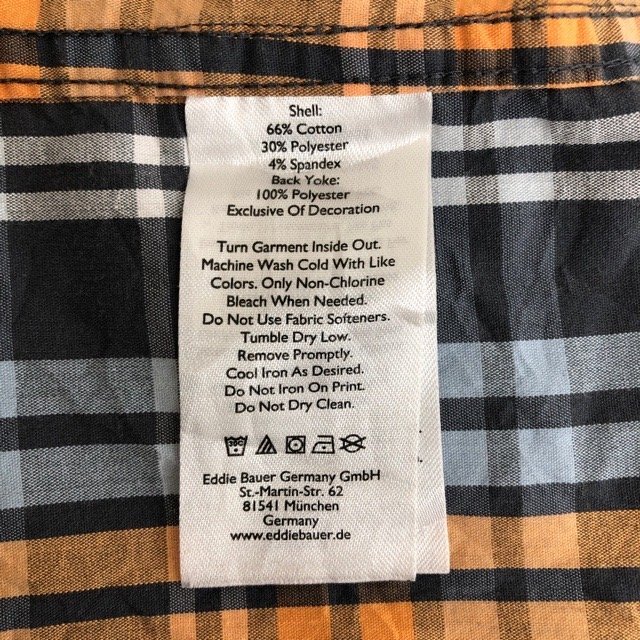 Shell:
66% Cotton
30% Polyester
4% Spandex
Back Yoke:
100% Polyester
Exclusive Of Decoration
Turn Garment Inside Out.
Machine Wash Cold With Like
Colors. Only Non-Chlorine
Bleach When Needed.
Do Not Use Fabric Softeners.
Tumble Dry Low.
Remove Promptly.
Cool Iron As Desired.
Do Not Iron On Print.
Do Not Dry Clean.
Eddie Bauer Germany GmbH
St.-Martin-Str. 62
81541 München
Germany
www.eddiebauer.de